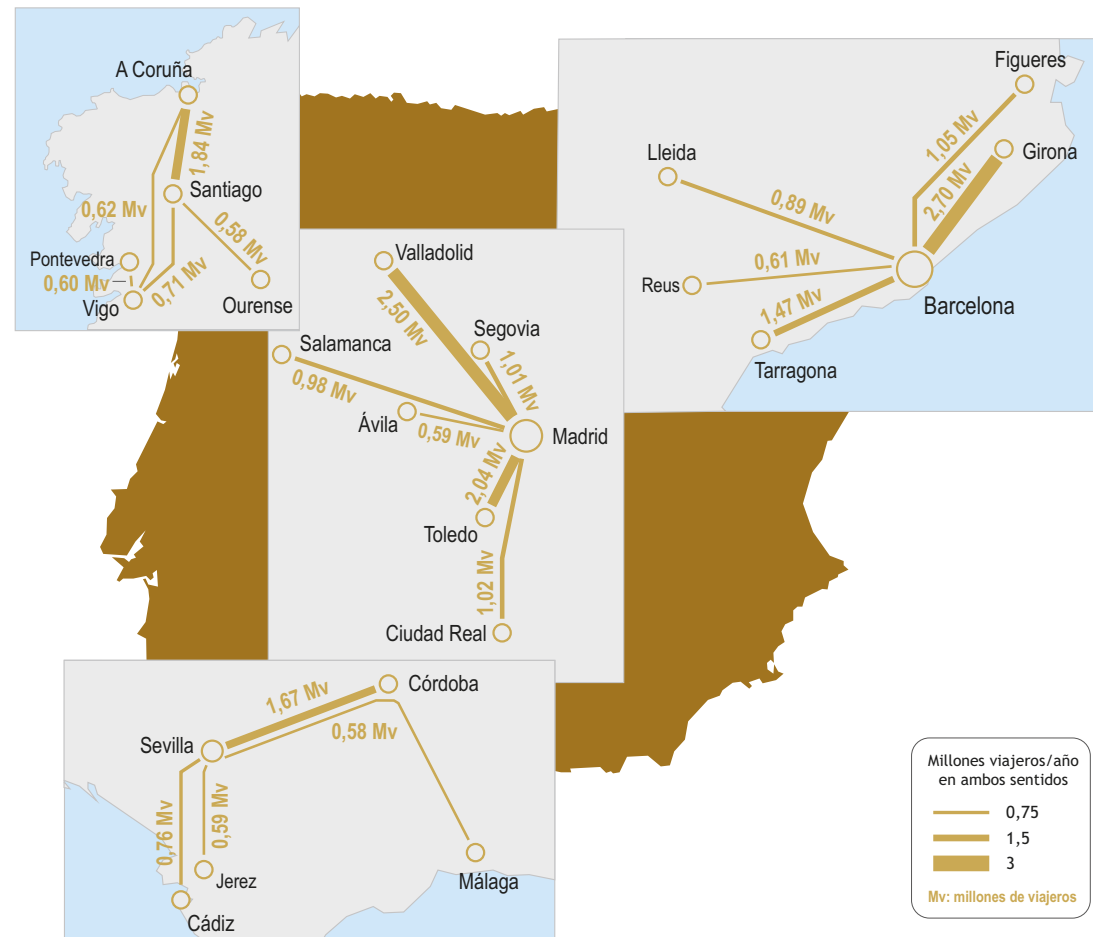 A Coruña
1,84 Mv
Santiago
0,62 Mv
0,58 Mv
Pontevedra
0,60 Mv
0,71 Mv
Vigo
Ourense
Figueres
1,05 Mv
Girona
Lleida
2,70 Mv
0,89 Mv
0,61 Mv
Reus
1,47 Mv
Barcelona
Tarragona
Valladolid
2,50 Mv
Segovia
Salamanca
1,01 Mv
0,98 Mv
Ávila
0,59 Mv
Madrid
2,04 Mv
Toledo
1,02 Mv
Ciudad Real
Córdoba
1,67 Mv
0,58 Mv
Sevilla
0,76 Mv
0,59 Mv
Jerez
Málaga
Cádiz
Millones viajeros/año
en ambos sentidos
0,75
1,5
3
Mv: millones de viajeros